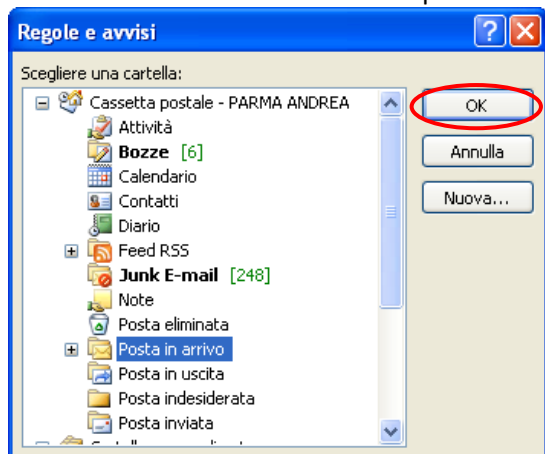 Regole e avvisi
Scegliere una cartella:
Cassetta postale - PARMA ANDREA
Attività
Bozze [6]
Calendario
Contatti
Diario
Feed RSS
Junk E-mail [248]
Note
Posta eliminata
Posta in arrivo
Posta in uscita
Posta indesiderata
Posta inviata
OK
Annulla
Nuova...